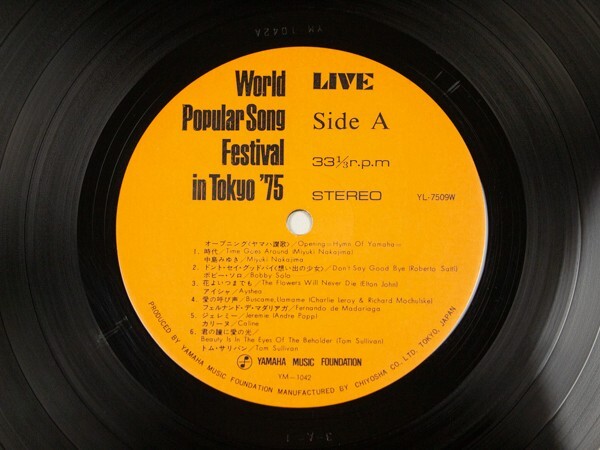 YM 1042A
World
Popular Song
Festival
in Tokyo '75
LIVE
Side A
33⅓r.p.m
STEREO
YL-7509W
オープニング〈ヤマハ讃歌〉/Opening—Hymn Of Yamaha—
1. 時代/Time Goes Around (Miyuki Nakajima)
中島みゆき/Miyuki Nakajima
2. ドント・セイ・グッドバイ〈想い出の少女〉/Don't Say Good Bye (Roberto Satti)
ボビー・ソロ/Bobby Solo
3. 花よいつまでも/The Flowers Will Never Die (Elton John)
アイシャ/Aythea
4. 愛の呼び声/Buscame, Llamame (Charlie Leroy & Richard Mochulske)
フェルナンド・デ・マダリアガ/Fernando de Madariaga
5. ジェレミー/Jeremie (Andre Popp)
カリーヌ/Caline
6. 君の瞳に愛の光/
Beauty Is In The Eyes Of The Beholder (Tom Sullivan)
トム・サリバン/Tom Sullivan
YAMAHA MUSIC FOUNDATION
YM—1042
PRODUCED BY YAMAHA MUSIC FOUNDATION MANUFACTURED BY CHIYOSHA CO., LTD. TOKYO, JAPAN